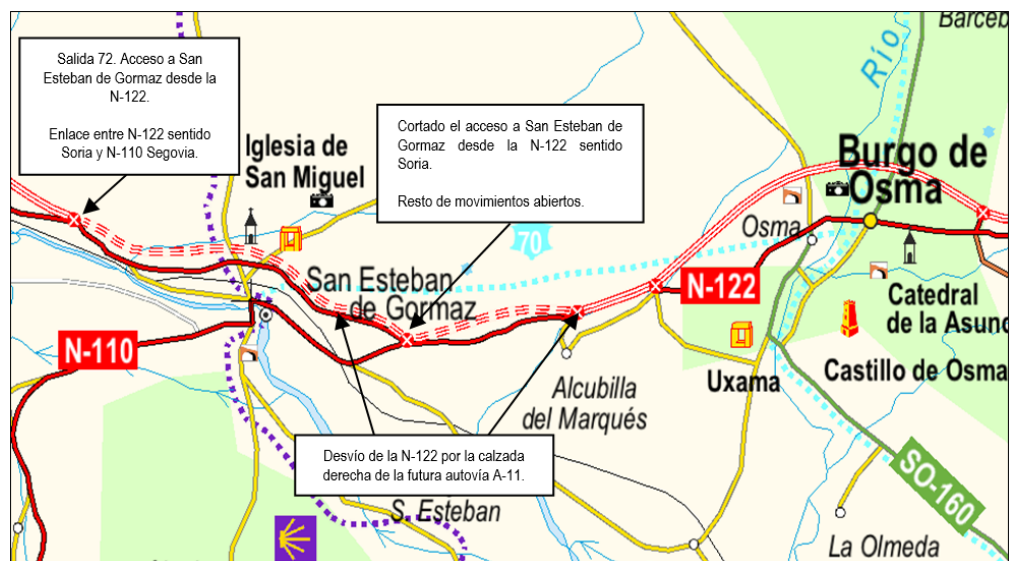 Barceb
Salida 72. Acceso a San
Esteban de Gormaz desde la
N-122.
Enlace entre N-122 sentido
Soria y N-110 Segovia.
Río
Cortado el acceso a San Esteban de
Gormaz desde la N-122 sentido
Soria.
Resto de movimientos abiertos.
Iglesia de
San Miguel
Burgo de
Osma
Osma
70
San Esteban
de Gormaz
N-122
N-110
Catedral
de la Asunc
Uxama
Castillo de Osma
Alcubilla
del Marqués
Desvío de la N-122 por la calzada
derecha de la futura autovía A-11.
SO-160
S. Esteban
La Olmeda